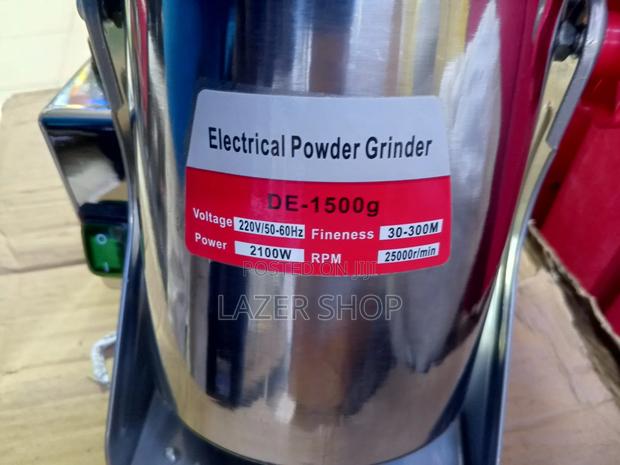 Electrical Powder Grinder
DE-1500g
Voltage 220V/50-60Hz Fineness 30-300M
Power 2100W RPM 25000r/min
POSTED ON JIJI
LAZER SHOP